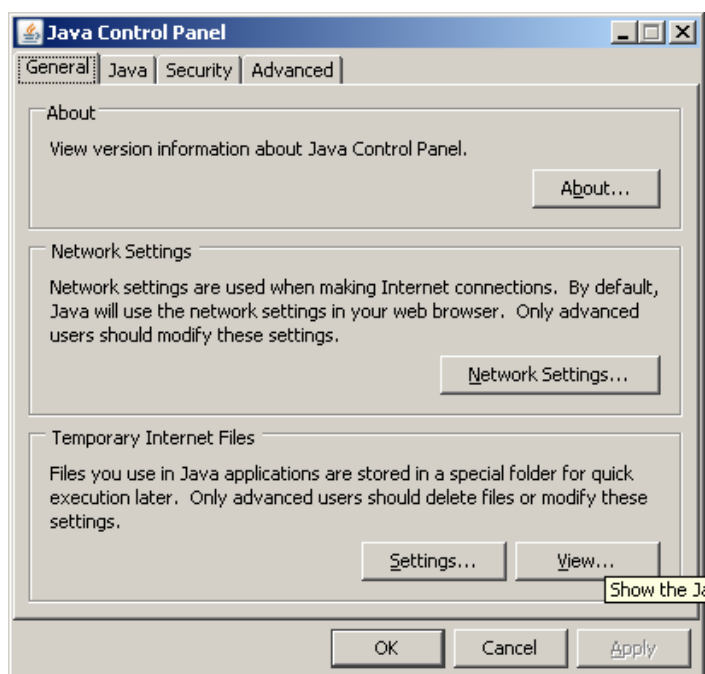 Java Control Panel
General Java Security Advanced
About
View version information about Java Control Panel.
About...
Network Settings
Network settings are used when making Internet connections.  By default,
Java will use the network settings in your web browser.  Only advanced
users should modify these settings.
Network Settings...
Temporary Internet Files
Files you use in Java applications are stored in a special folder for quick
execution later.  Only advanced users should delete files or modify these
settings.
Settings... View...
Show the
OK Cancel Apply